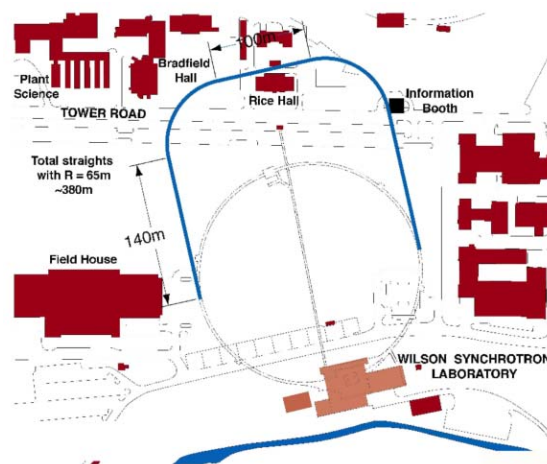 100m
Bradfield
Hall
Plant
Science
Rice Hall
Information
Booth
TOWER ROAD
Total straights
with R = 65m
~380m
140m
Field House
WILSON SYNCHROTRON
LABORATORY